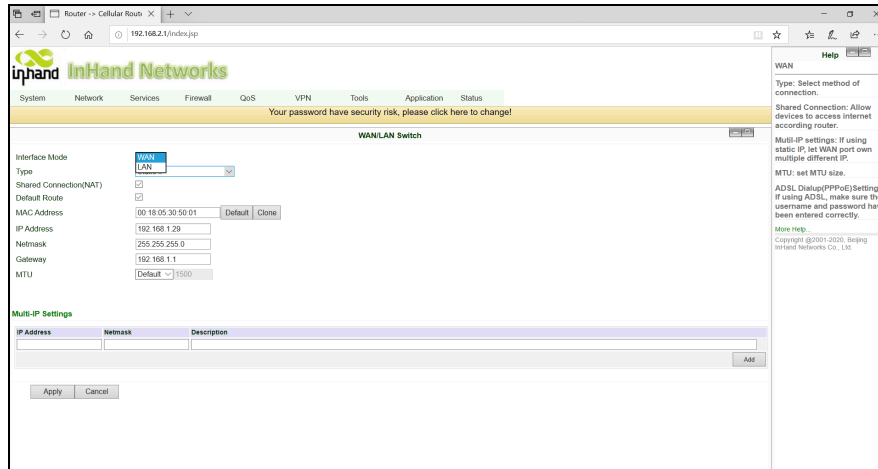 Router -> Cellular Route
192.168.2.1/index.jsp
inhand InHand Networks
Help
WAN
System Network Services Firewall QoS VPN Tools Application Status
Your password have security risk, please click here to change!
WAN/LAN Switch
Interface Mode WAN
LAN
Type
Shared Connection(NAT)
Default Route
MAC Address 00:18:05:30:50:01 Default Clone
IP Address 192.168.1.29
Netmask 255.255.255.0
Gateway 192.168.1.1
MTU Default 1500
Multi-IP Settings
IP Address Netmask Description
Add
Apply Cancel
Type: Select method of
connection.
Shared Connection: Allow
devices to access internet
according router.
Mutil-IP settings: If using
static IP, let WAN port own
multiple different IP.
MTU: set MTU size.
ADSL Dialup(PPPoE)Setting
If using ADSL, make sure the
username and password hav
been entered correctly.
More Help...
Copyright @2001-2020, Beijing
InHand Networks Co., Ltd.